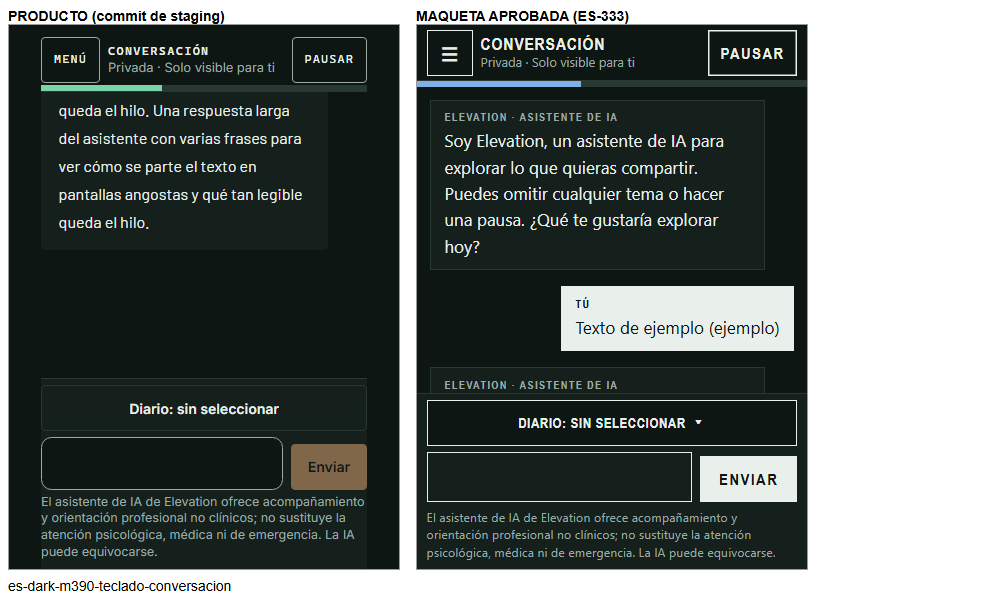 PRODUCTO (commit de staging)
MENÚ
CONVERSACIÓN
Privada · Solo visible para ti
PAUSAR
queda el hilo. Una respuesta larga
del asistente con varias frases para
ver cómo se parte el texto en
pantallas angostas y qué tan legible
queda el hilo.
Diario: sin seleccionar
Enviar
El asistente de IA de Elevation ofrece acompañamiento
y orientación profesional no clínicos; no sustituye la
atención psicológica, médica ni de emergencia. La IA
puede equivocarse.
MAQUETA APROBADA (ES-333)
CONVERSACIÓN
Privada · Solo visible para ti
PAUSAR
ELEVATION · ASISTENTE DE IA
Soy Elevation, un asistente de IA para
explorar lo que quieras compartir.
Puedes omitir cualquier tema o hacer
una pausa. ¿Qué te gustaría explorar
hoy?
TÚ
Texto de ejemplo (ejemplo)
ELEVATION · ASISTENTE DE IA
DIARIO: SIN SELECCIONAR
ENVIAR
El asistente de IA de Elevation ofrece acompañamiento y
orientación profesional no clínicos; no sustituye la atención
psicológica, médica ni de emergencia. La IA puede equivocarse.
es-dark-m390-teclado-conversacion